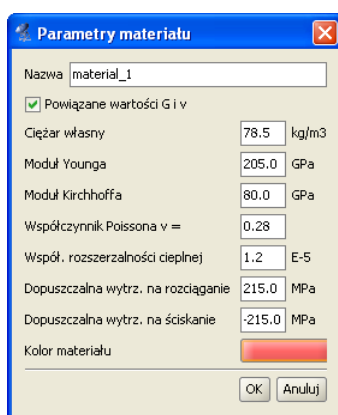 Parametry materiału
Nazwa material_1
Powiązane wartości G i v
Ciężar własny 78.5 kg/m3
Moduł Younga 205.0 GPa
Moduł Kirchhoffa 80.0 GPa
Współczynnik Poissona v = 0.28
Współ. rozszerzalności cieplnej 1.2 E-5
Dopuszczalna wytrz. na rozciąganie 215.0 MPa
Dopuszczalna wytrz. na ściskanie -215.0 MPa
Kolor materiału
OK Anuluj